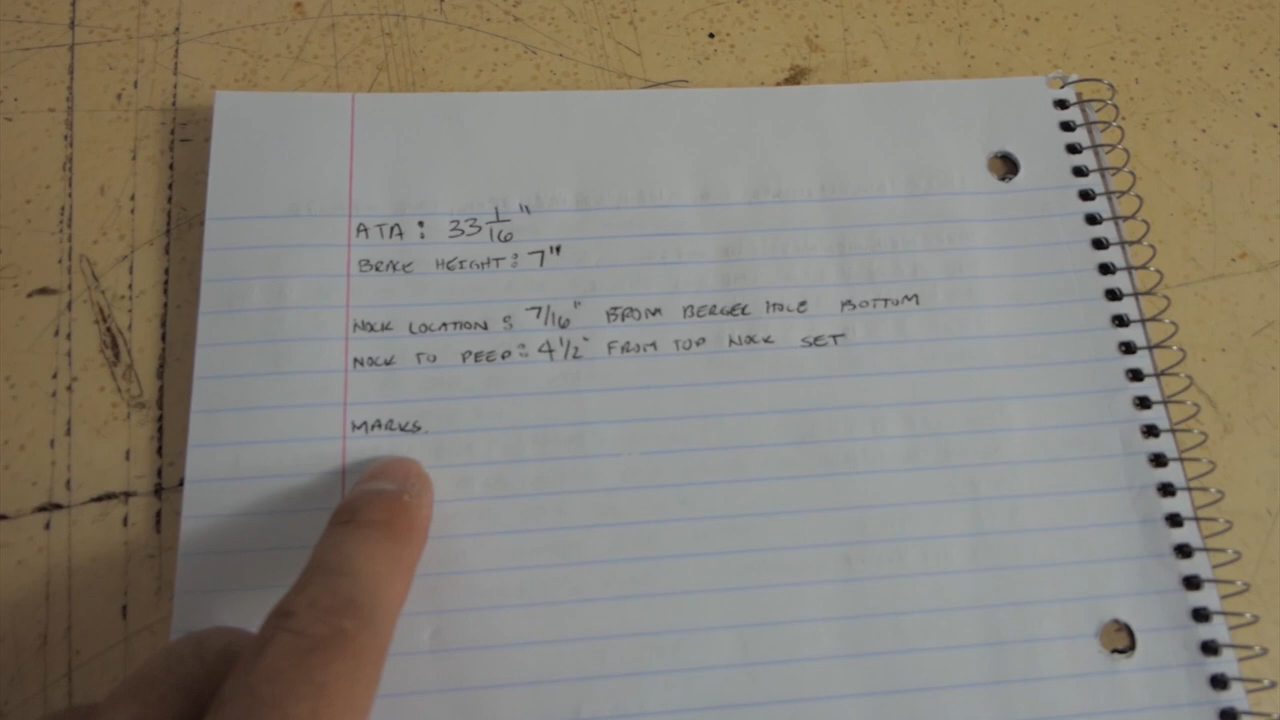 ATA: 33 1/16"
BRACE HEIGHT: 7"
NOCK LOCATION: 7/16" BROM BERGER HOLE BOTTOM
NOCK TO PEEP: 4 1/2" FROM TOP NOCK SET
MARKS.